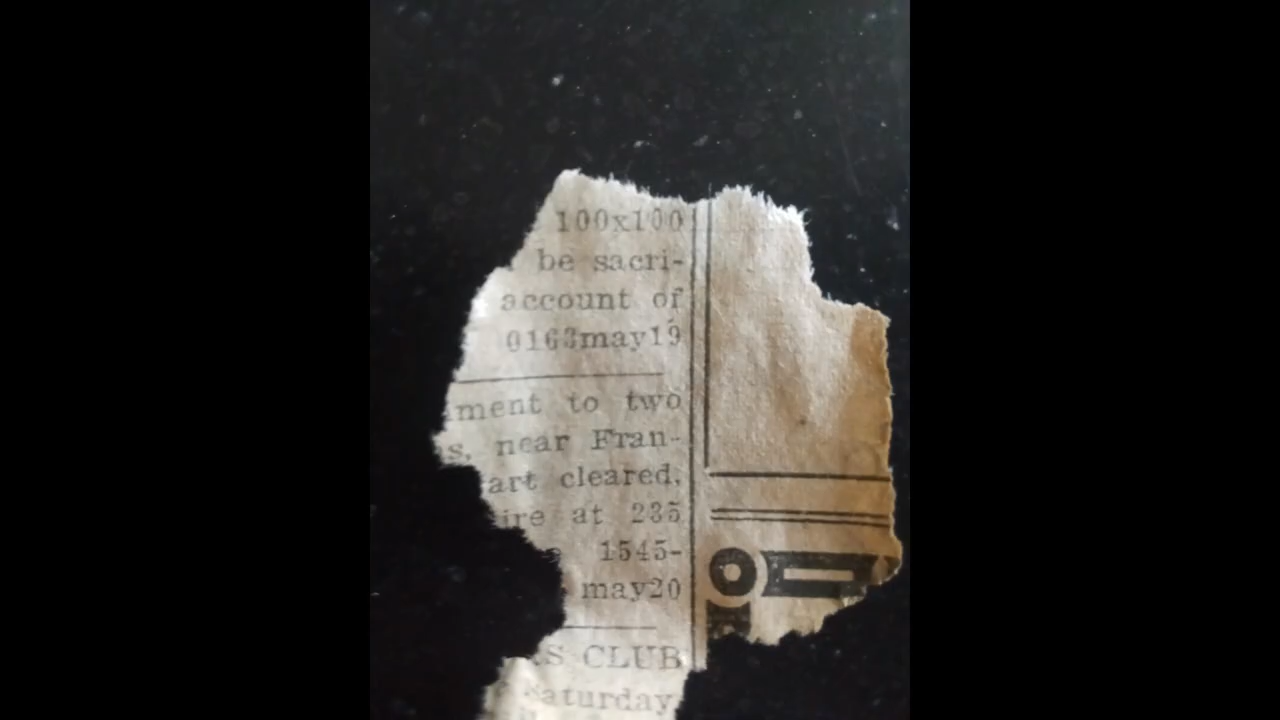 100x100
be sacri-
account of
0163may19
ment to two
s, near Fran-
art cleared,
ire at 235
1545-
may20
S CLUB
Saturday